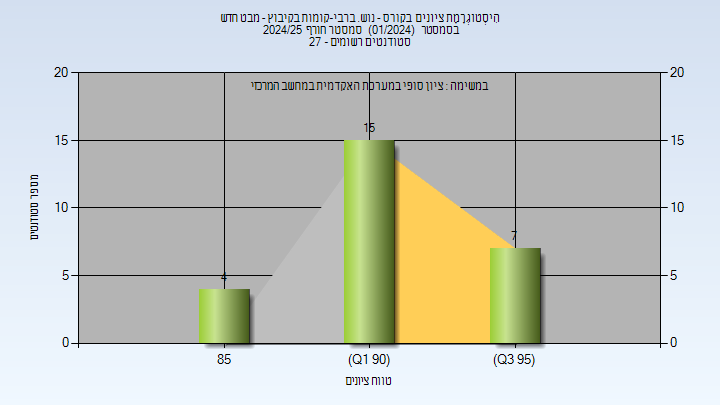 היסטוגרמת ציונים בקורס - נוש. ברבי-קומות בקיבוץ - מבט חדש
בסמסטר (01/2024) סמסטר חורף 2024/25
סטודנטים רשומים - 27
במשימה : ציון סופי במערכת האקדמית במחשב המרכזי
20 20
15 15
10 10
5 5
0 0
4
15
7
מספר סטודנטים
85 (Q1 90) (Q3 95)
טווח ציונים